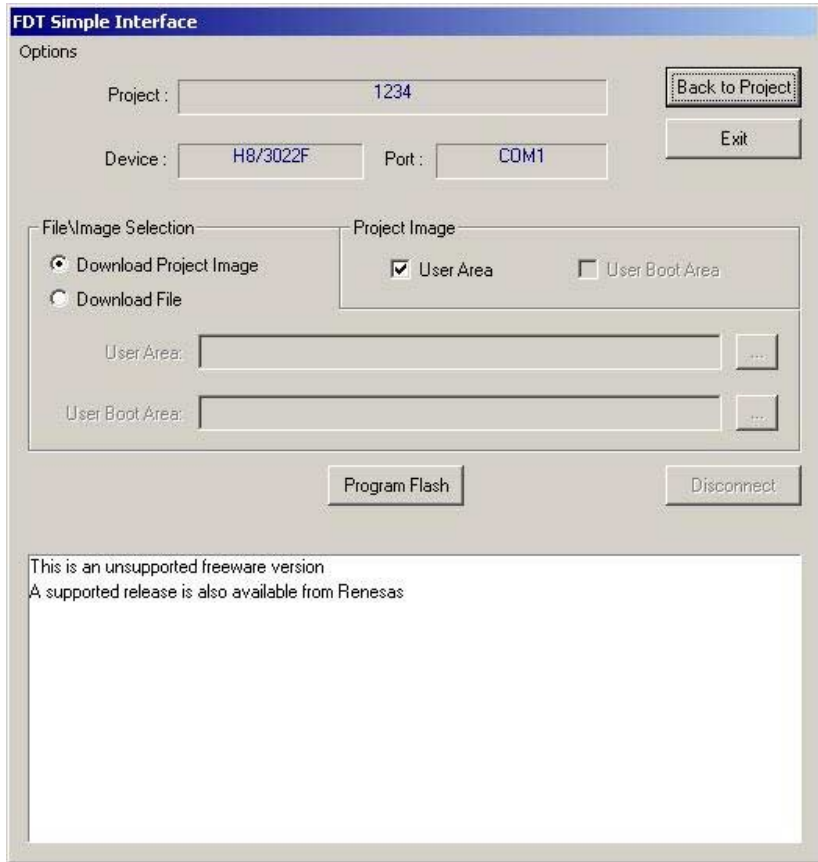 FDT Simple Interface
Options
Project : 1234
Back to Project
Device : H8/3022F Port : COM1
Exit
File\Image Selection
Project Image
Download Project Image
User Area
User Boot Area
Download File
User Area: ...
User Boot Area: ...
Program Flash
Disconnect
This is an unsupported freeware version
A supported release is also available from Renesas